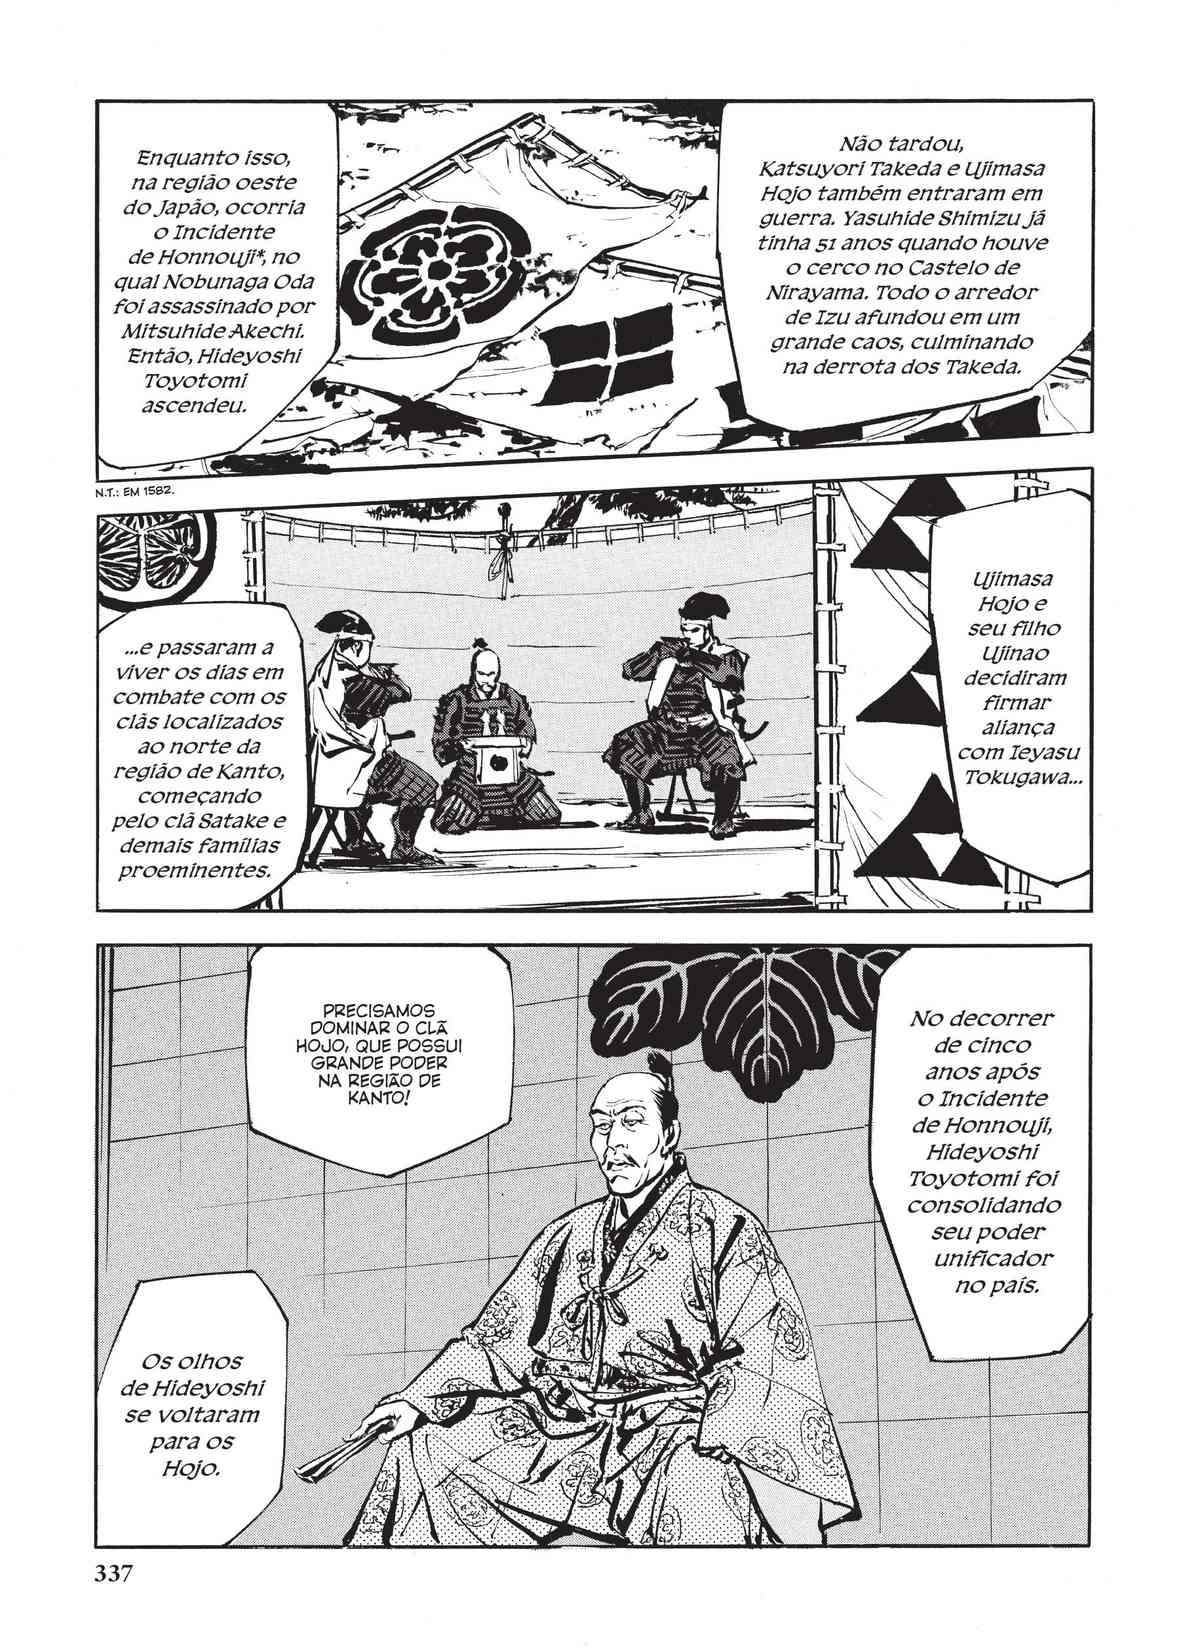 Não tardou,
Katsuyori Takeda e Ujimasa
Hojo também entraram em
guerra. Yasuhide Shimizu já
tinha 51 anos quando houve
o cerco no Castelo de
Nirayama. Todo o arredor
de Izu afundou em um
grande caos, culminando
na derrota dos Takeda.
Enquanto isso,
na região oeste
do Japão, ocorria
o Incidente
de Honnouji*, no
qual Nobunaga Oda
foi assassinado por
Mitsuhide Akechi.
Então, Hideyoshi
Toyotomi
ascendeu.
N.T.: EM 1582.
Ujimasa
Hojo e
seu filho
Ujinao
decidiram
firmar
aliança
com Ieyasu
Tokugawa...
...e passaram a
viver os dias em
combate com os
clãs localizados
ao norte da
região de Kanto,
começando
pelo clã Satake e
demais famílias
proeminentes.
No decorrer
de cinco
anos após
o Incidente
de Honnouji,
Hideyoshi
Toyotomi foi
consolidando
seu poder
unificador
no país.
PRECISAMOS
DOMINAR O CLÃ
HOJO, QUE POSSUI
GRANDE PODER
NA REGIÃO DE
KANTO!
Os olhos
de Hideyoshi
se voltaram
para os
Hojo.
337